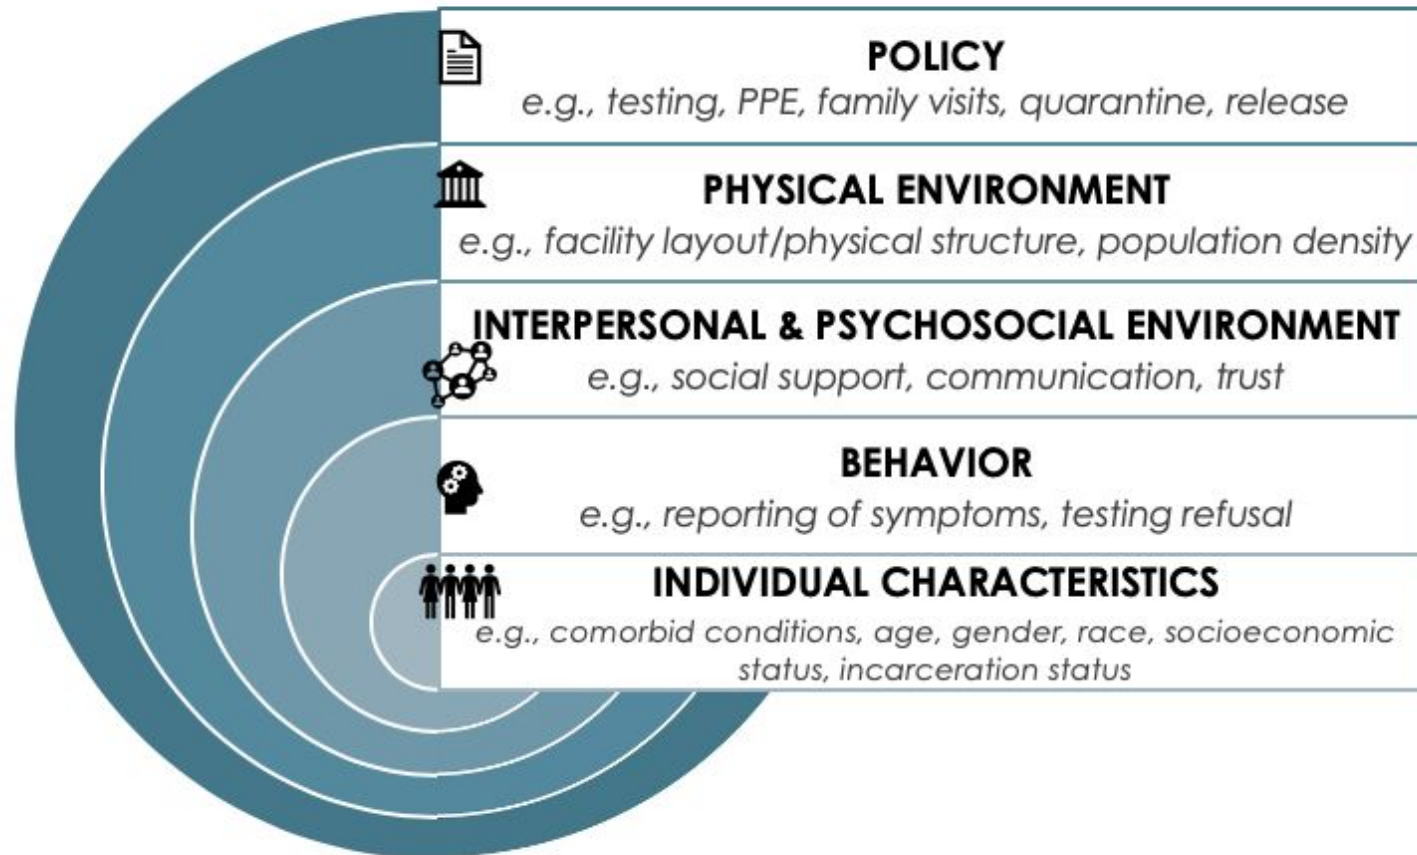 POLICY
e.g., testing, PPE, family visits, quarantine, release
PHYSICAL ENVIRONMENT
e.g., facility layout/physical structure, population density
INTERPERSONAL & PSYCHOSOCIAL ENVIRONMENT
e.g., social support, communication, trust
BEHAVIOR
e.g., reporting of symptoms, testing refusal
INDIVIDUAL CHARACTERISTICS
e.g., comorbid conditions, age, gender, race, socioeconomic
status, incarceration status